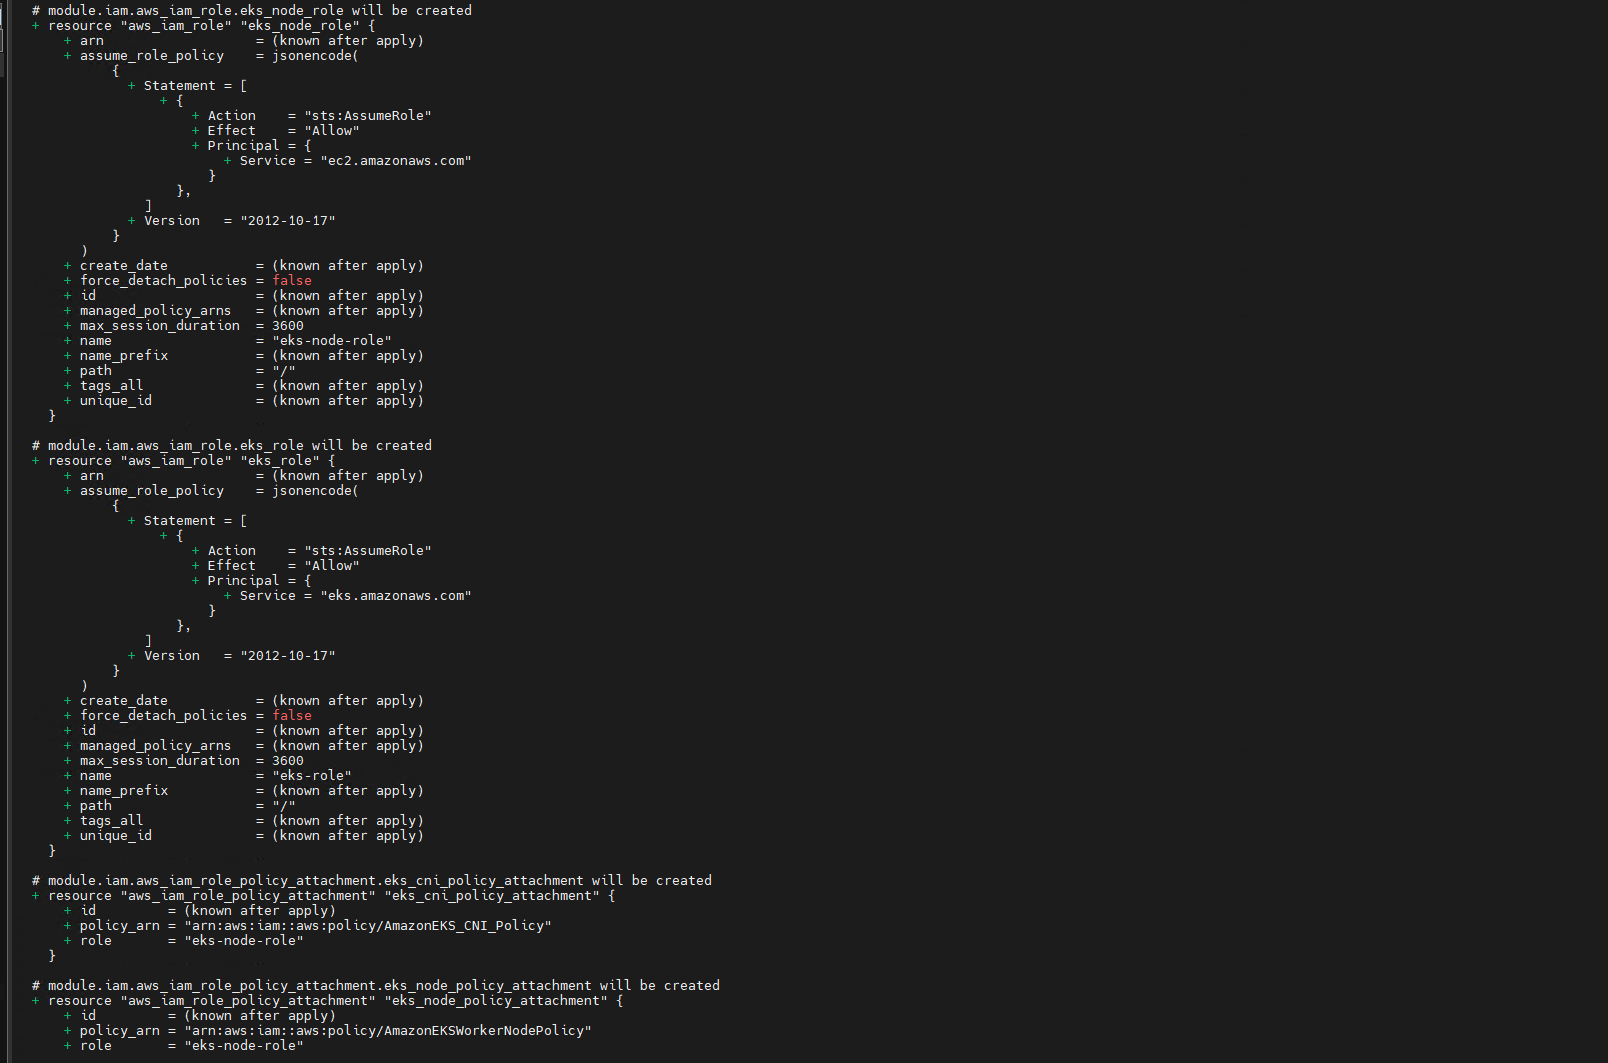 # module.iam.aws_iam_role.eks_node_role will be created
+ resource "aws_iam_role" "eks_node_role" {
    + arn                   = (known after apply)
    + assume_role_policy    = jsonencode(
          {
            + Statement = [
                + {
                    + Action    = "sts:AssumeRole"
                    + Effect    = "Allow"
                    + Principal = {
                        + Service = "ec2.amazonaws.com"
                      }
                  },
              ]
            + Version   = "2012-10-17"
          }
      )
    + create_date           = (known after apply)
    + force_detach_policies = false
    + id                    = (known after apply)
    + managed_policy_arns   = (known after apply)
    + max_session_duration  = 3600
    + name                  = "eks-node-role"
    + name_prefix           = (known after apply)
    + path                  = "/"
    + tags_all              = (known after apply)
    + unique_id             = (known after apply)
  }
# module.iam.aws_iam_role.eks_role will be created
+ resource "aws_iam_role" "eks_role" {
    + arn                   = (known after apply)
    + assume_role_policy    = jsonencode(
          {
            + Statement = [
                + {
                    + Action    = "sts:AssumeRole"
                    + Effect    = "Allow"
                    + Principal = {
                        + Service = "eks.amazonaws.com"
                      }
                  },
              ]
            + Version   = "2012-10-17"
          }
      )
    + create_date           = (known after apply)
    + force_detach_policies = false
    + id                    = (known after apply)
    + managed_policy_arns   = (known after apply)
    + max_session_duration  = 3600
    + name                  = "eks-role"
    + name_prefix           = (known after apply)
    + path                  = "/"
    + tags_all              = (known after apply)
    + unique_id             = (known after apply)
  }
# module.iam.aws_iam_role_policy_attachment.eks_cni_policy_attachment will be created
+ resource "aws_iam_role_policy_attachment" "eks_cni_policy_attachment" {
    + id         = (known after apply)
    + policy_arn = "arn:aws:iam::aws:policy/AmazonEKS_CNI_Policy"
    + role       = "eks-node-role"
  }
# module.iam.aws_iam_role_policy_attachment.eks_node_policy_attachment will be created
+ resource "aws_iam_role_policy_attachment" "eks_node_policy_attachment" {
    + id         = (known after apply)
    + policy_arn = "arn:aws:iam::aws:policy/AmazonEKSWorkerNodePolicy"
    + role       = "eks-node-role"